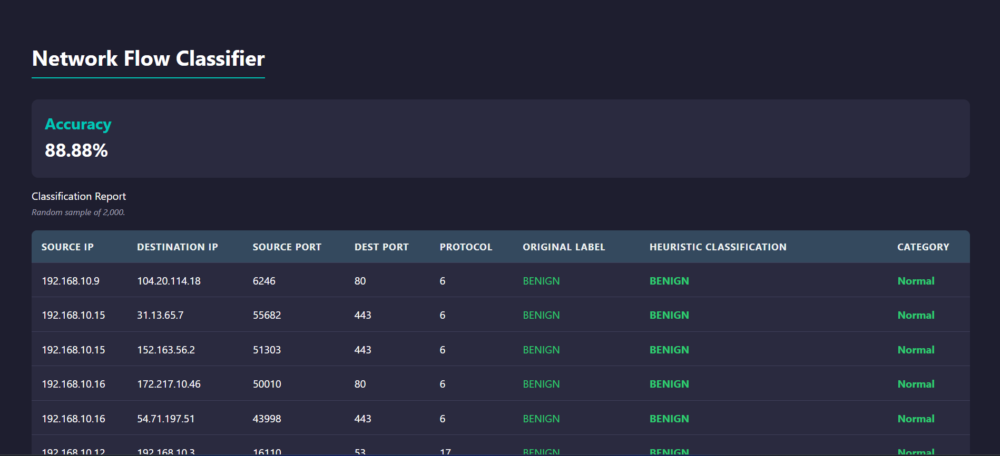 Network Flow Classifier
Accuracy
88.88%
Classification Report
Random sample of 2,000.
SOURCE IP DESTINATION IP SOURCE PORT DEST PORT PROTOCOL ORIGINAL LABEL HEURISTIC CLASSIFICATION CATEGORY
192.168.10.9 104.20.114.18 6246 80 6 BENIGN BENIGN Normal
192.168.10.15 31.13.65.7 55682 443 6 BENIGN BENIGN Normal
192.168.10.15 152.163.56.2 51303 443 6 BENIGN BENIGN Normal
192.168.10.16 172.217.10.46 50010 80 6 BENIGN BENIGN Normal
192.168.10.16 54.71.197.51 43998 443 6 BENIGN BENIGN Normal
192.168.10.12 192.168.10.3 16110 53 17 BENIGN BENIGN Normal